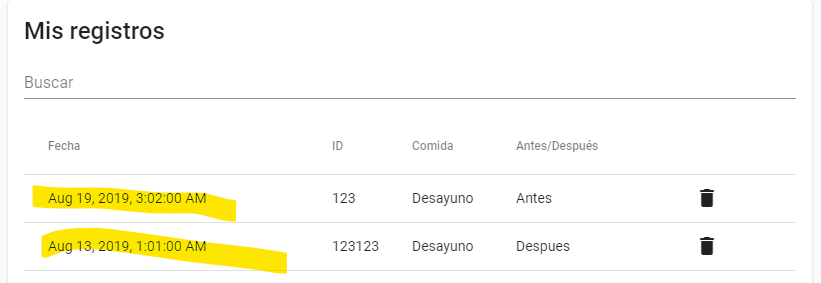 Mis registros
Buscar
Fecha ID Comida Antes/Después
Aug 19, 2019, 3:02:00 AM 123 Desayuno Antes
Aug 13, 2019, 1:01:00 AM 123123 Desayuno Despues